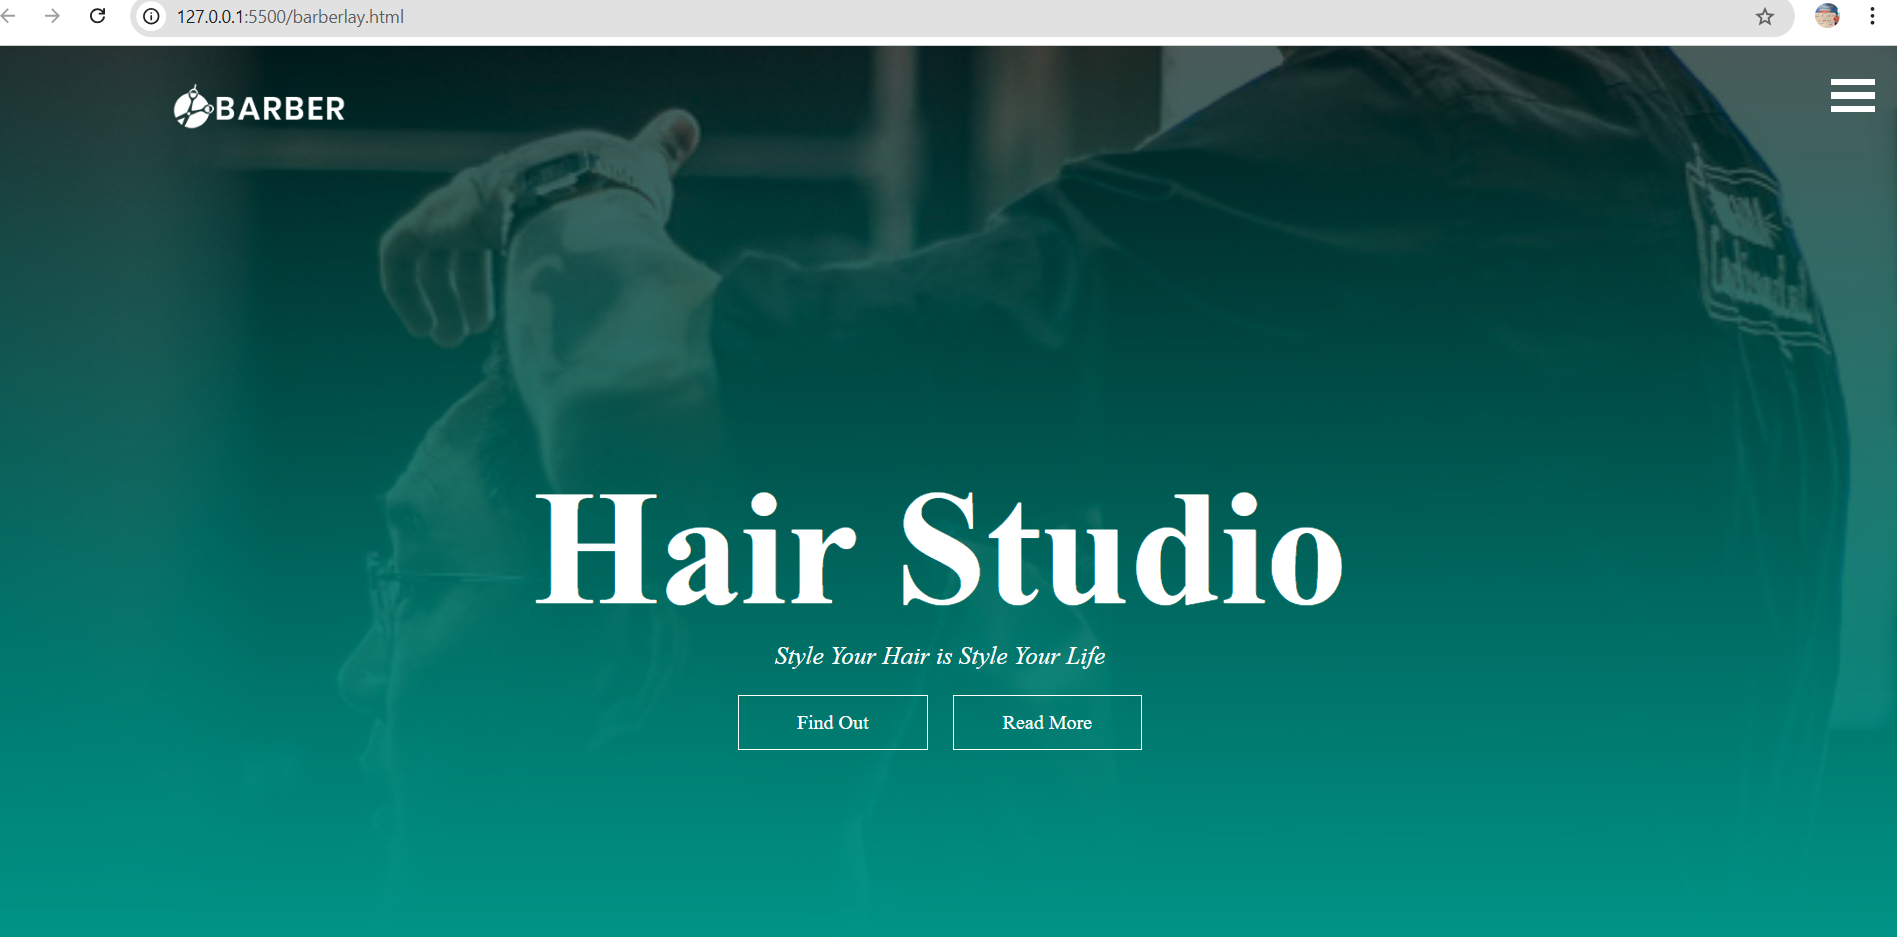 127.0.0.1:5500/barberlay.html
BARBER
Hair Studio
Style Your Hair is Style Your Life
Find Out
Read More